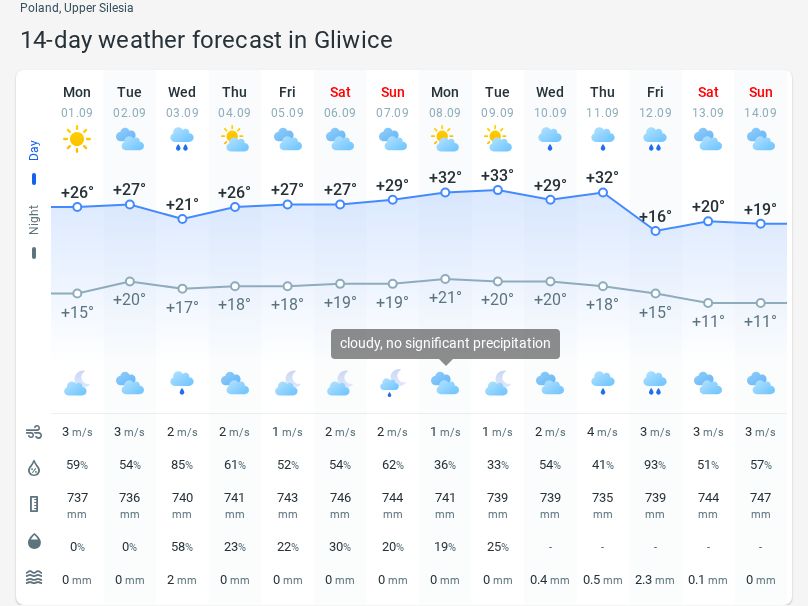 Poland, Upper Silesia
14-day weather forecast in Gliwice
Mon Tue Wed Thu Fri Sat Sun Mon Tue Wed Thu Fri Sat Sun
01.09 02.09 03.09 04.09 05.09 06.09 07.09 08.09 09.09 10.09 11.09 12.09 13.09 14.09
Day
+26° +27° +21° +26° +27° +27° +29° +32° +33° +29° +32° +16° +20° +19°
Night
+15° +20° +17° +18° +18° +19° +19° +21° +20° +20° +18° +15° +11° +11°
cloudy, no significant precipitation
3 m/s 3 m/s 2 m/s 2 m/s 1 m/s 2 m/s 2 m/s 1 m/s 1 m/s 2 m/s 4 m/s 3 m/s 3 m/s 3 m/s
59% 54% 85% 61% 52% 54% 62% 36% 33% 54% 41% 93% 51% 57%
737 736 740 741 743 746 744 741 739 739 735 739 744 747
mm mm mm mm mm mm mm mm mm mm mm mm mm mm
0% 0% 58% 23% 22% 30% 20% 19% 25% - - - - -
0 mm 0 mm 2 mm 0 mm 0 mm 0 mm 0 mm 0 mm 0 mm 0.4 mm 0.5 mm 2.3 mm 0.1 mm 0 mm